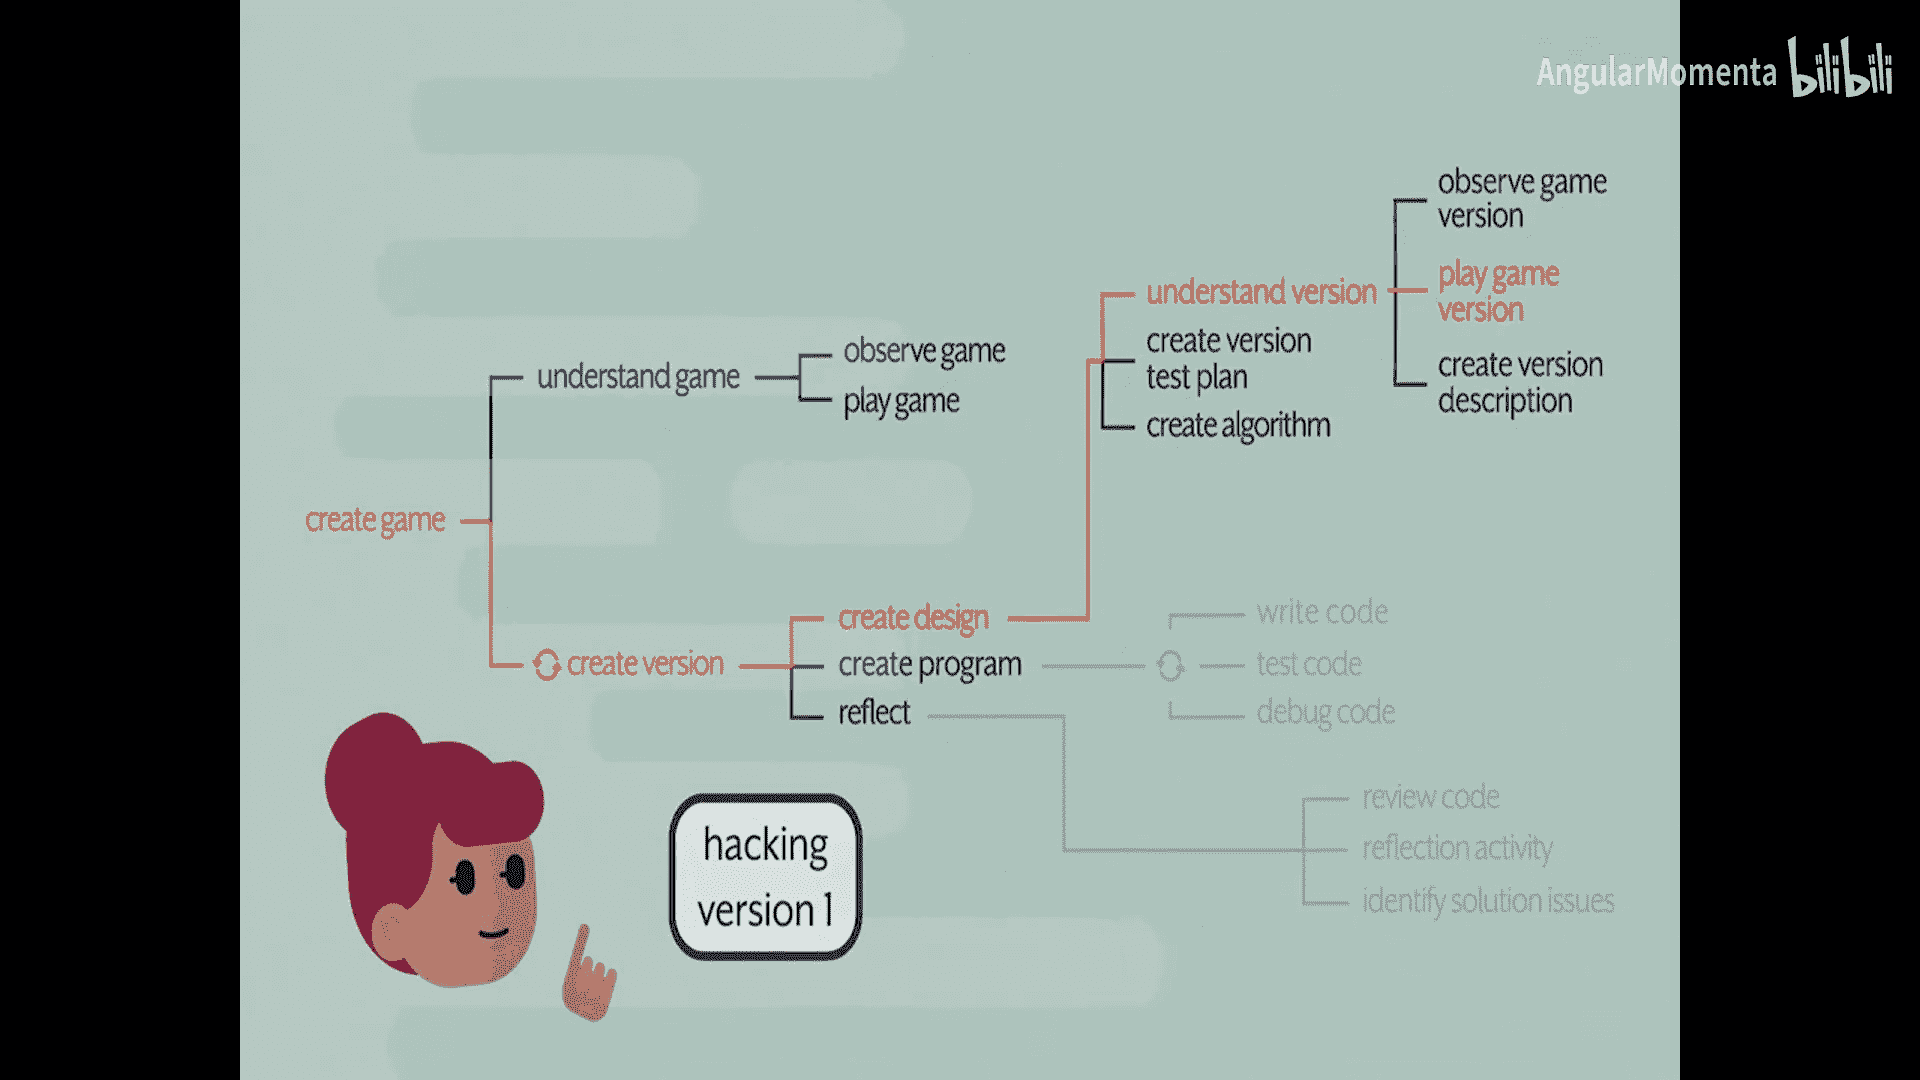 AngularMomenta bilibili
observe game
version
play game
version
create version
description
understand version
create version
test plan
create algorithm
understand game
observe game
play game
create game
create version
create design
create program
reflect
write code
test code
debug code
review code
reflection activity
identify solution issues
hacking
version 1